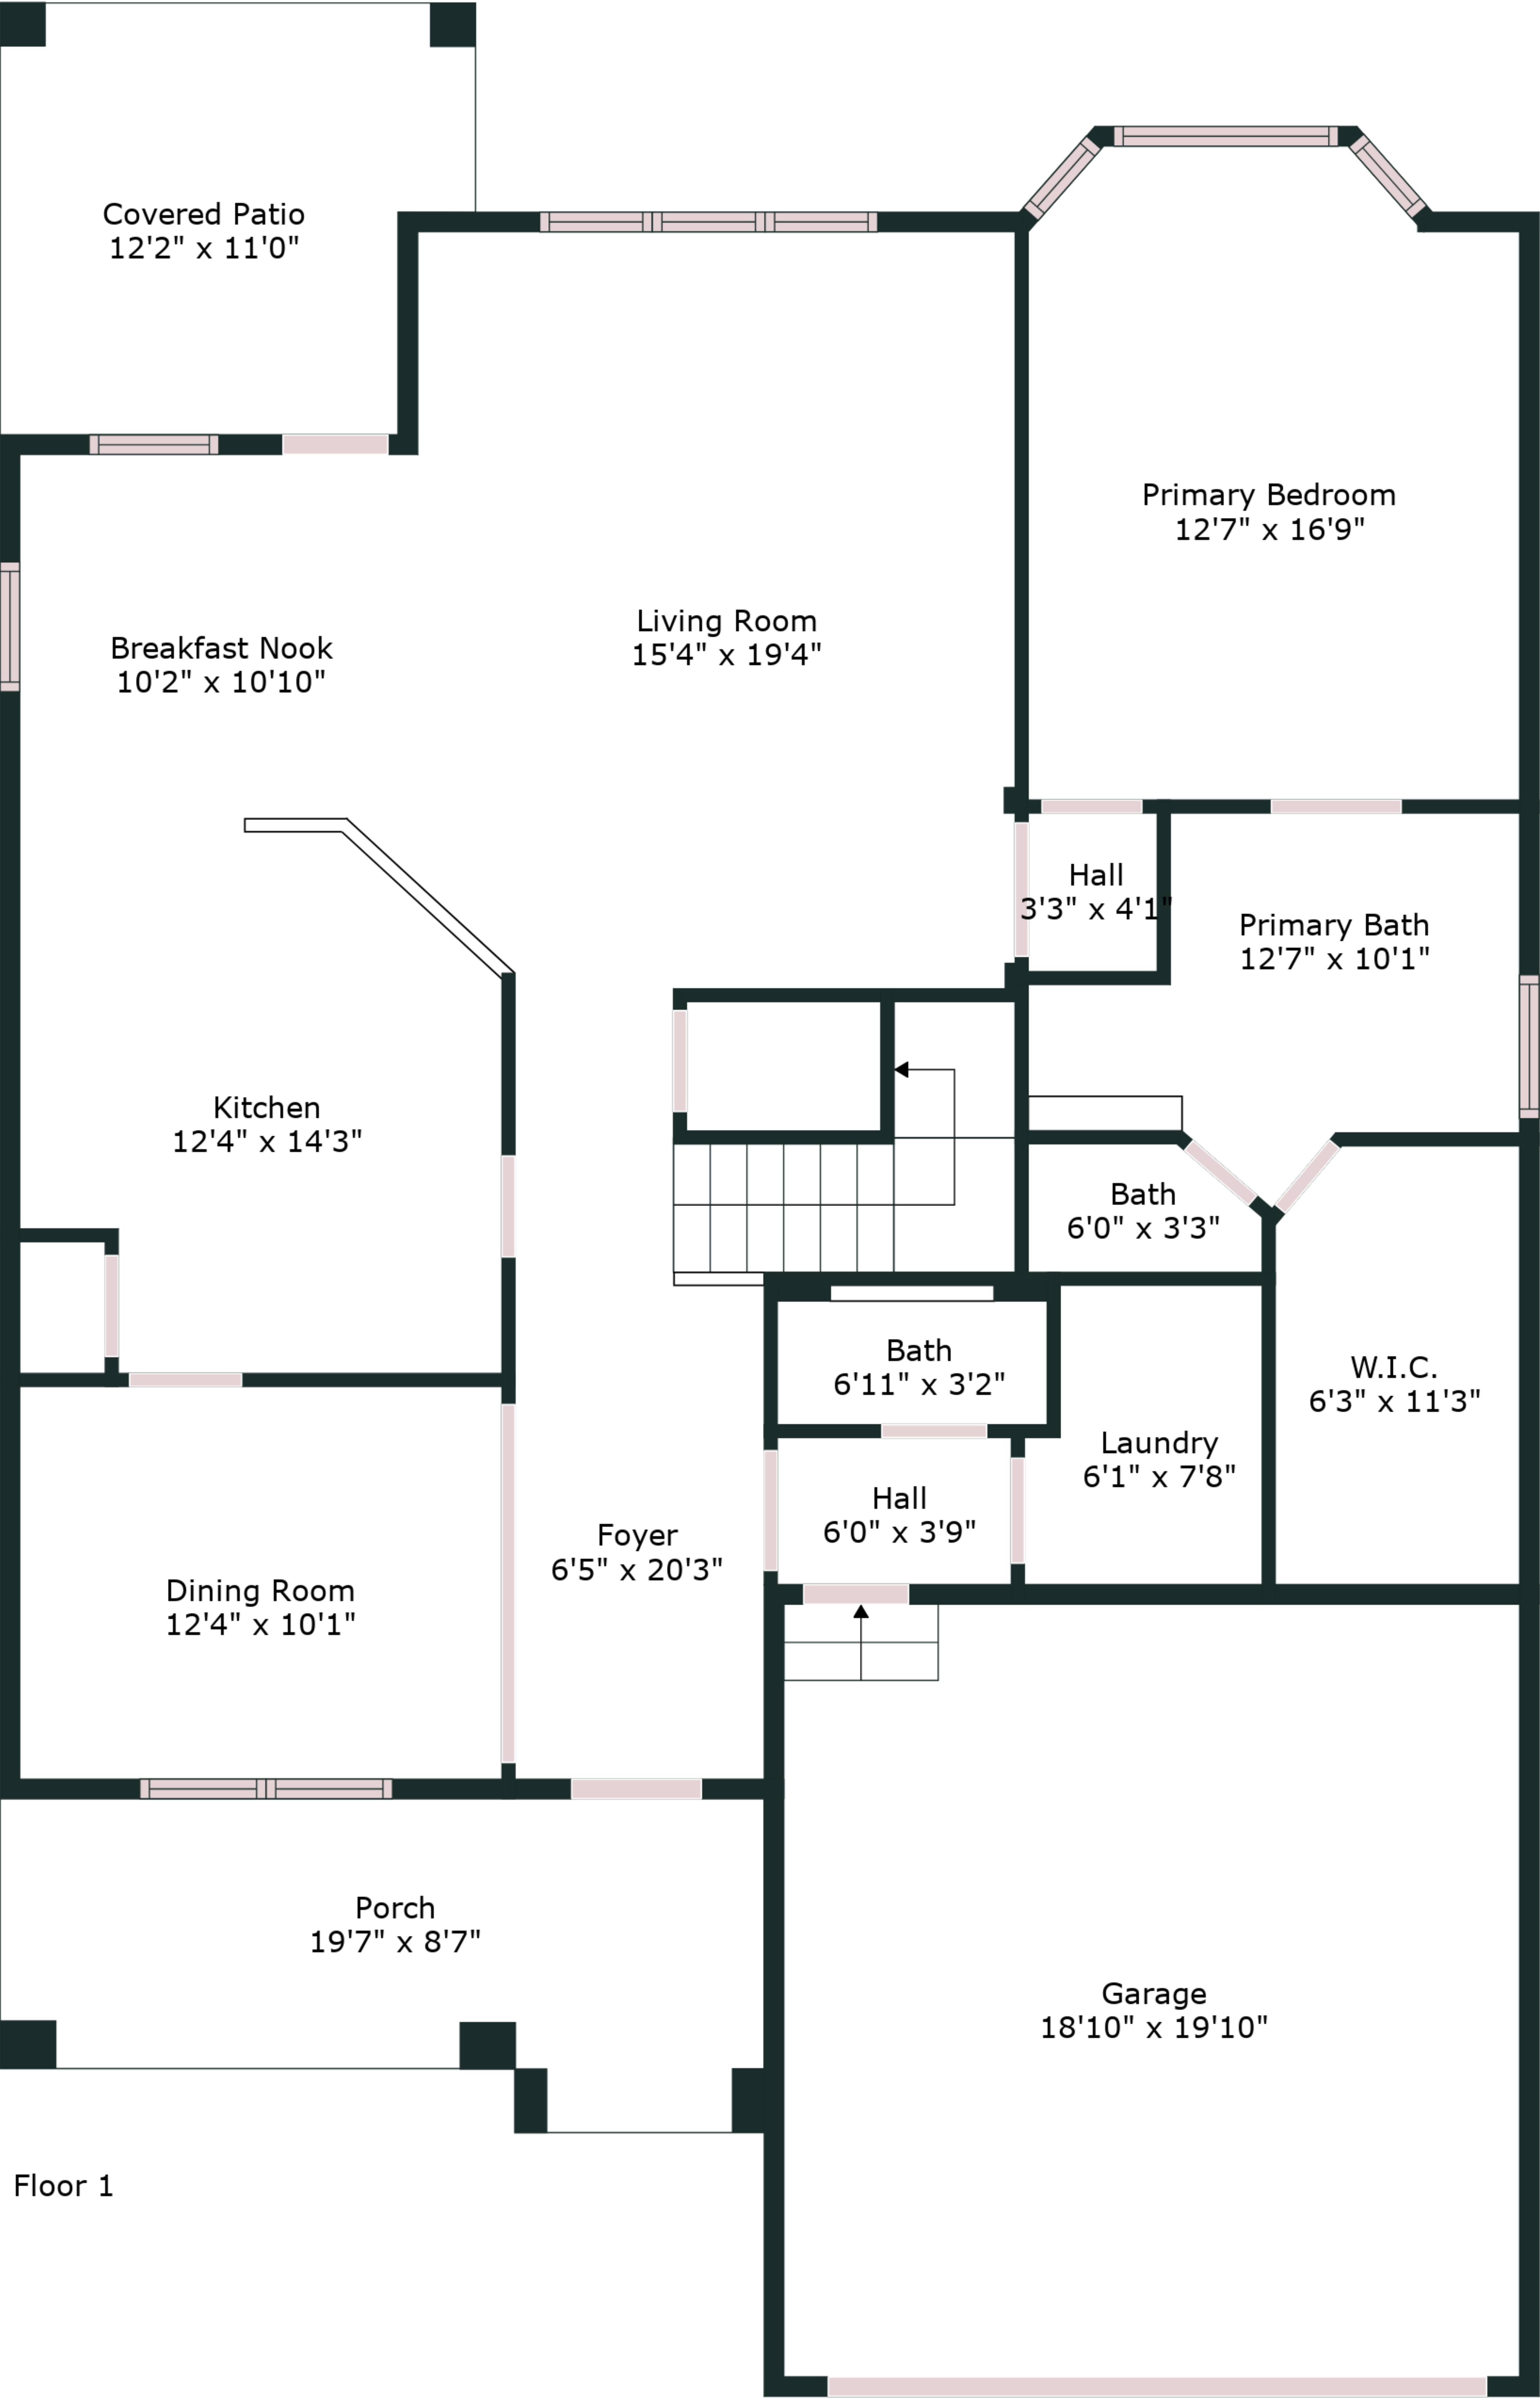 Covered Patio
12'2" x 11'0"
Primary Bedroom
12'7" x 16'9"
Living Room
15'4" x 19'4"
Breakfast Nook
10'2" x 10'10"
Hall
3'3" x 4'1"
Primary Bath
12'7" x 10'1"
Kitchen
12'4" x 14'3"
Bath
6'0" x 3'3"
Bath
6'11" x 3'2"
W.I.C.
6'3" x 11'3"
Laundry
6'1" x 7'8"
Hall
6'0" x 3'9"
Foyer
6'5" x 20'3"
Dining Room
12'4" x 10'1"
Porch
19'7" x 8'7"
Garage
18'10" x 19'10"
Floor 1